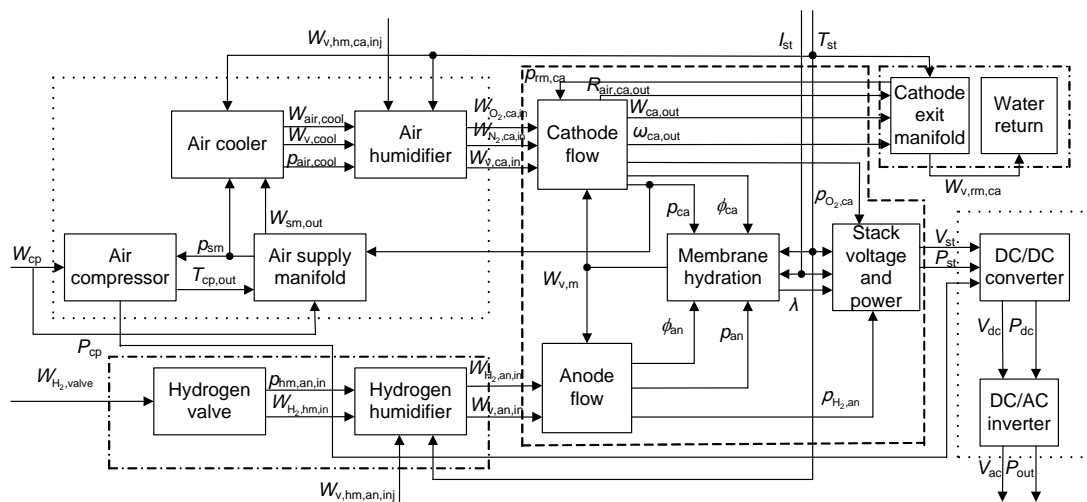 W_v,hm,ca,inj
I_st T_st
p_rm,ca
R_air,ca,out
W_ca,out
ω_ca,out
Cathode
exit
manifold
Water
return
W_v,rm,ca
Air cooler
W_air,cool
W_v,cool
p_air,cool
Air
humidifier
W_O2,ca,in
W_N2,ca,in
W_v,ca,in
Cathode
flow
W_sm,out
p_ca
ϕ_ca
p_O2,ca
W_cp
Air
compressor
p_sm
T_cp,out
Air supply
manifold
W_v,m
Membrane
hydration
λ
Stack
voltage
and
power
V_st
P_st
DC/DC
converter
P_cp
ϕ_an
p_an
V_dc P_dc
W_H2,valve
Hydrogen
valve
p_hm,an,in
W_H2,hm,in
Hydrogen
humidifier
W_H2,an,in
W_v,an,in
Anode
flow
p_H2,an
DC/AC
inverter
W_v,hm,an,inj
V_ac P_out